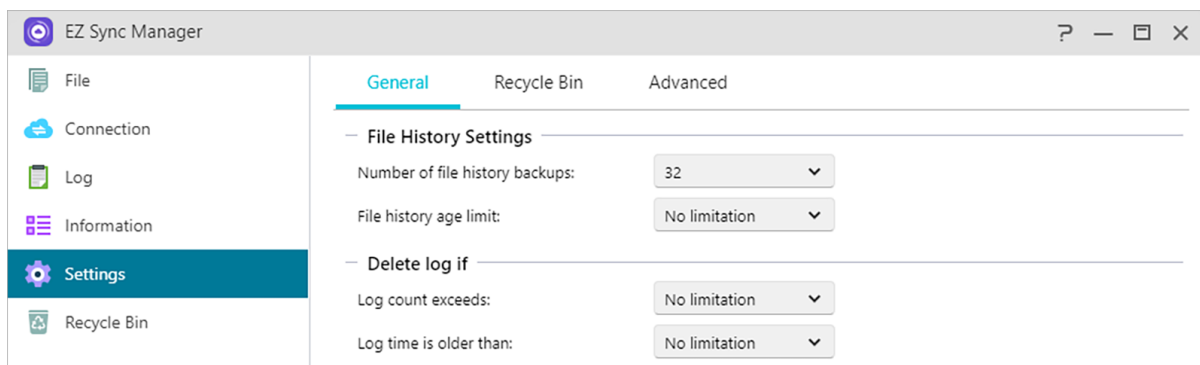 EZ Sync Manager
File
Connection
Log
Information
Settings
Recycle Bin
General Recycle Bin Advanced
File History Settings
Number of file history backups: 32
File history age limit: No limitation
Delete log if
Log count exceeds: No limitation
Log time is older than: No limitation